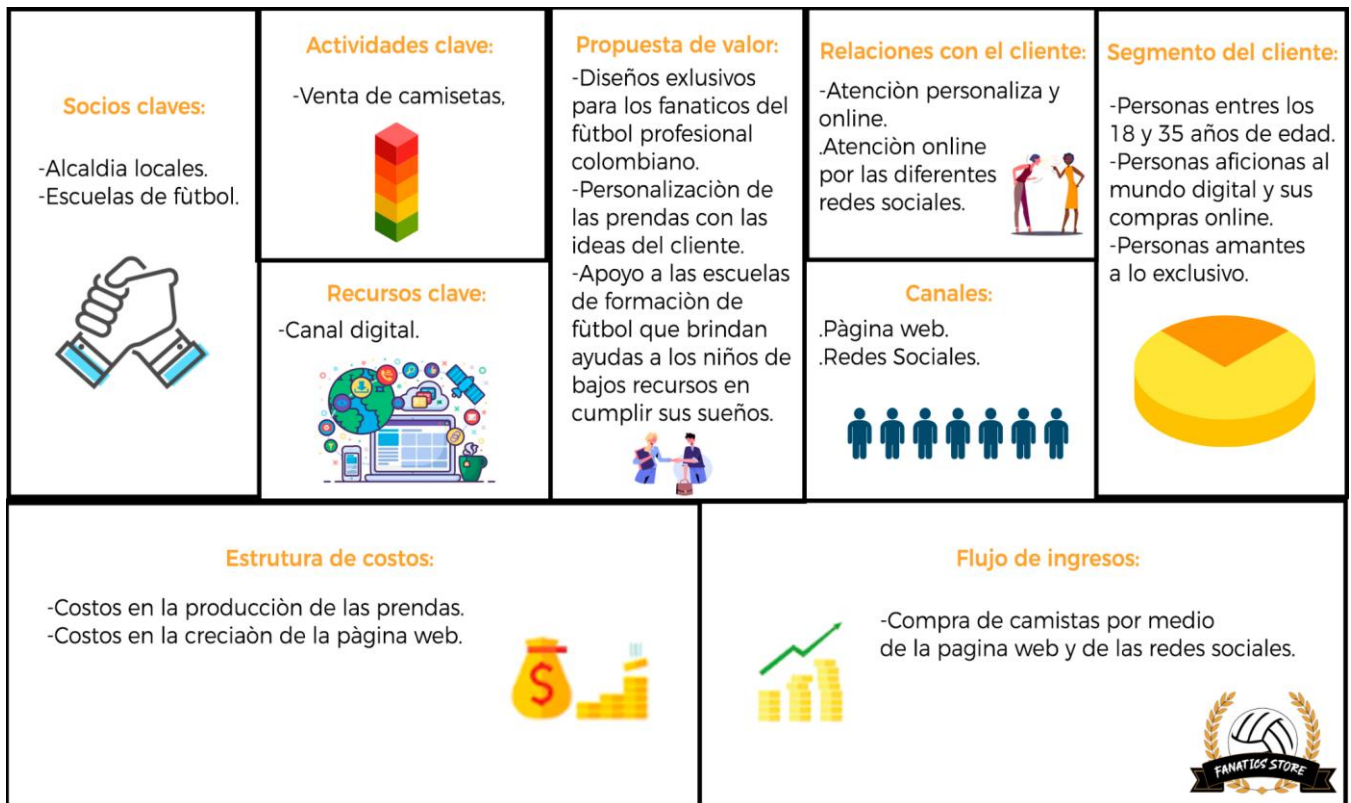 Socios claves:
-Alcaldia locales.
-Escuelas de fùtbol.
Actividades clave:
-Venta de camisetas,
Recursos clave:
-Canal digital.
Propuesta de valor:
-Diseños exlusivos
para los fanaticos del
fùtbol profesional
colombiano.
-Personalizaciòn de
las prendas con las
ideas del cliente.
-Apoyo a las escuelas
de formaciòn de
fùtbol que brindan
ayudas a los niños de
bajos recursos en
cumplir sus sueños.
Relaciones con el cliente:
-Atenciòn personaliza y
online.
.Atenciòn online
por las diferentes
redes sociales.
Canales:
.Pàgina web.
.Redes Sociales.
Segmento del cliente:
-Personas entres los
18 y 35 años de edad.
-Personas aficionas al
mundo digital y sus
compras online.
-Personas amantes
a lo exclusivo.
Estrutura de costos:
-Costos en la producciòn de las prendas.
-Costos en la creciaòn de la pàgina web.
$
Flujo de ingresos:
-Compra de camistas por medio
de la pagina web y de las redes sociales.
FANATICS STORE